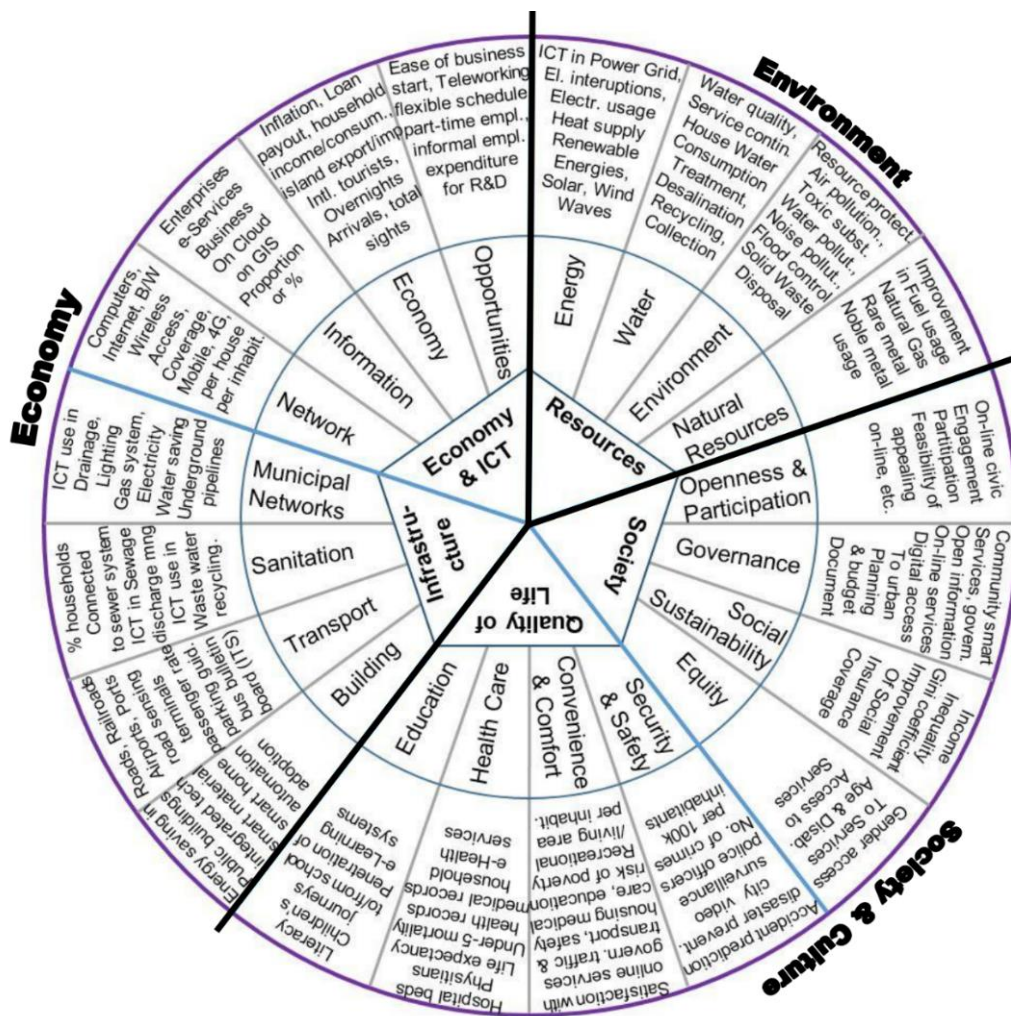 Environment
Economy
Society & Culture
Economy
& ICT
Resources
Society
Quality of
Life
Infrastru-
cture
Energy
Water
Environment
Natural
Resources
Openness &
Participation
Governance
Social
Sustainability
Equity
Security
& Safety
Convenience
& Comfort
Health Care
Education
Building
Transport
Sanitation
Municipal
Networks
Network
Information
Economy
Opportunities
ICT in Power Grid,
El. interuptions,
Electr. usage
Heat supply
Renewable
Energies,
Solar, Wind
Waves
Water quality,
Service contin.
House Water
Consumption
Treatment,
Desalination
Recycling,
Collection
Resource protect
Air pollution.,
Toxic subst.
Water pollut.,
Noise pollut.,
Flood control
Solid Waste
Disposal
Improvement
in Fuel usage
Natural Gas
Rare metal
Noble metal
usage
On-line civic
Engagement
Participation
Feasibility of
appealing
on-line, etc.
Community smart
Services, govern.
Open information
On-line services
Digital access
To urban
Planning
& budget
Document
Income
Inequality
Gini coefficient
Improvement
Of Social
Insurance
Coverage
Gender access
To Services
Age & Disab.
Access to
Services
Accident prediction
disaster prevent.
city video
surveillance
police officers
No. of crimes
per 100k
inhabitants
Satisfaction with
online services
govern. traffic &
transport, safety,
housing medical
care, education,
risk of poverty
Recreational
/living area
per inhabit.
Hospital beds
Physitians
Life expectancy
Under-5 mortality
health records
medical records
household
e-Health
services
Literacy
Children's
journeys
to/from school
Penetration of
e-Learning
systems
Energy saving in
Public buildings
integrated tech
smart material
smart home
automation
adoption
Roads, Railroads
Airports, Ports
road sensing
terminals
passenger rate
parking guid.
bus bulletin
board (ITS)
% households
Connected
to sewer system
ICT in Sewage
discharge mng
ICT use in
Waste water
recycling.
ICT use in
Drainage,
Lighting
Gas system,
Electricity
Water saving
Underground
pipelines
Computers,
Internet, B/W
Wireless
Access,
Coverage,
Mobile, 4G,
per house
per inhabit.
Enterprises
e-Services
Business
On Cloud
on GIS
Proportion
or %
Inflation, Loan
payout, household
income/consum.,
island export/imp
Intl. tourists,
Overnights
Arrivals, total
sights
Ease of business
start, Teleworking
flexible schedule
part-time empl.,
informal empl.
expenditure
for R&D